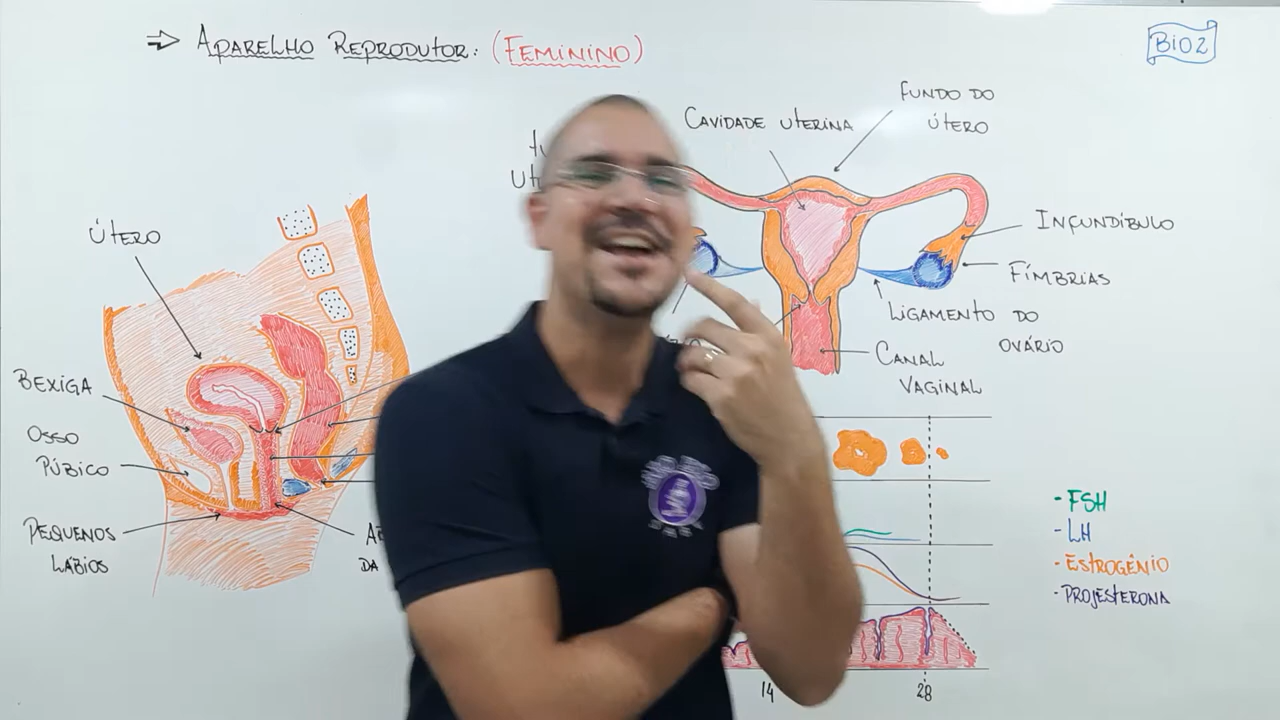 ⇒ APARELHO REPRODUTOR: (FEMININO)
BIO2
FUNDO DO
ÚTERO
CAVIDADE UTERINA
ÚTERO
INFUNDÍBULO
FÍMBRIAS
LIGAMENTO DO
OVÁRIO
CANAL
VAGINAL
BEXIGA
OSSO
PÚBICO
PEQUENOS
LÁBIOS
DA
- FSH
- LH
- ESTROGÊNIO
- PROJESTERONA
14
28